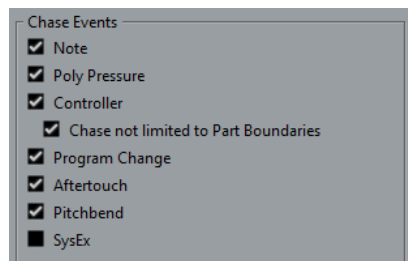 Chase Events
Note
Poly Pressure
Controller
Chase not limited to Part Boundaries
Program Change
Aftertouch
Pitchbend
SysEx